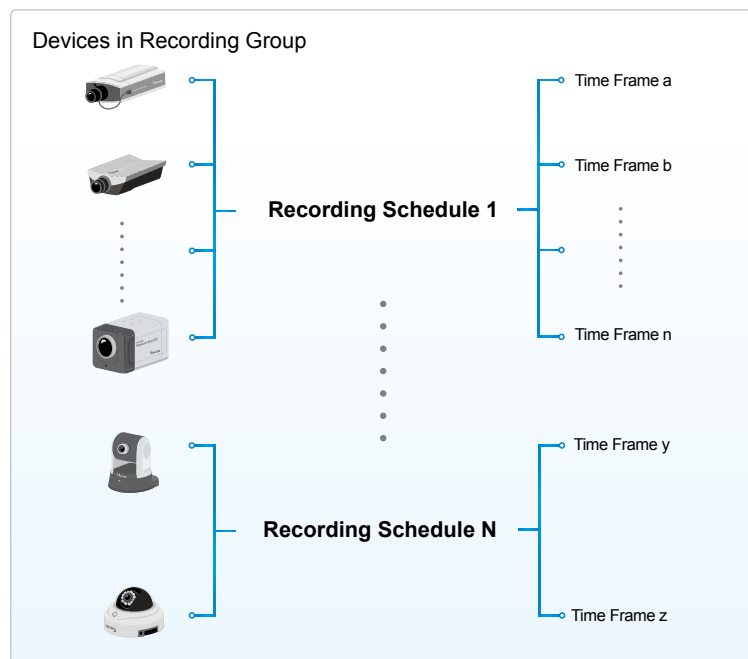 Devices in Recording Group
Time Frame a
Time Frame b
Recording Schedule 1
Time Frame n
Time Frame y
Recording Schedule N
Time Frame z